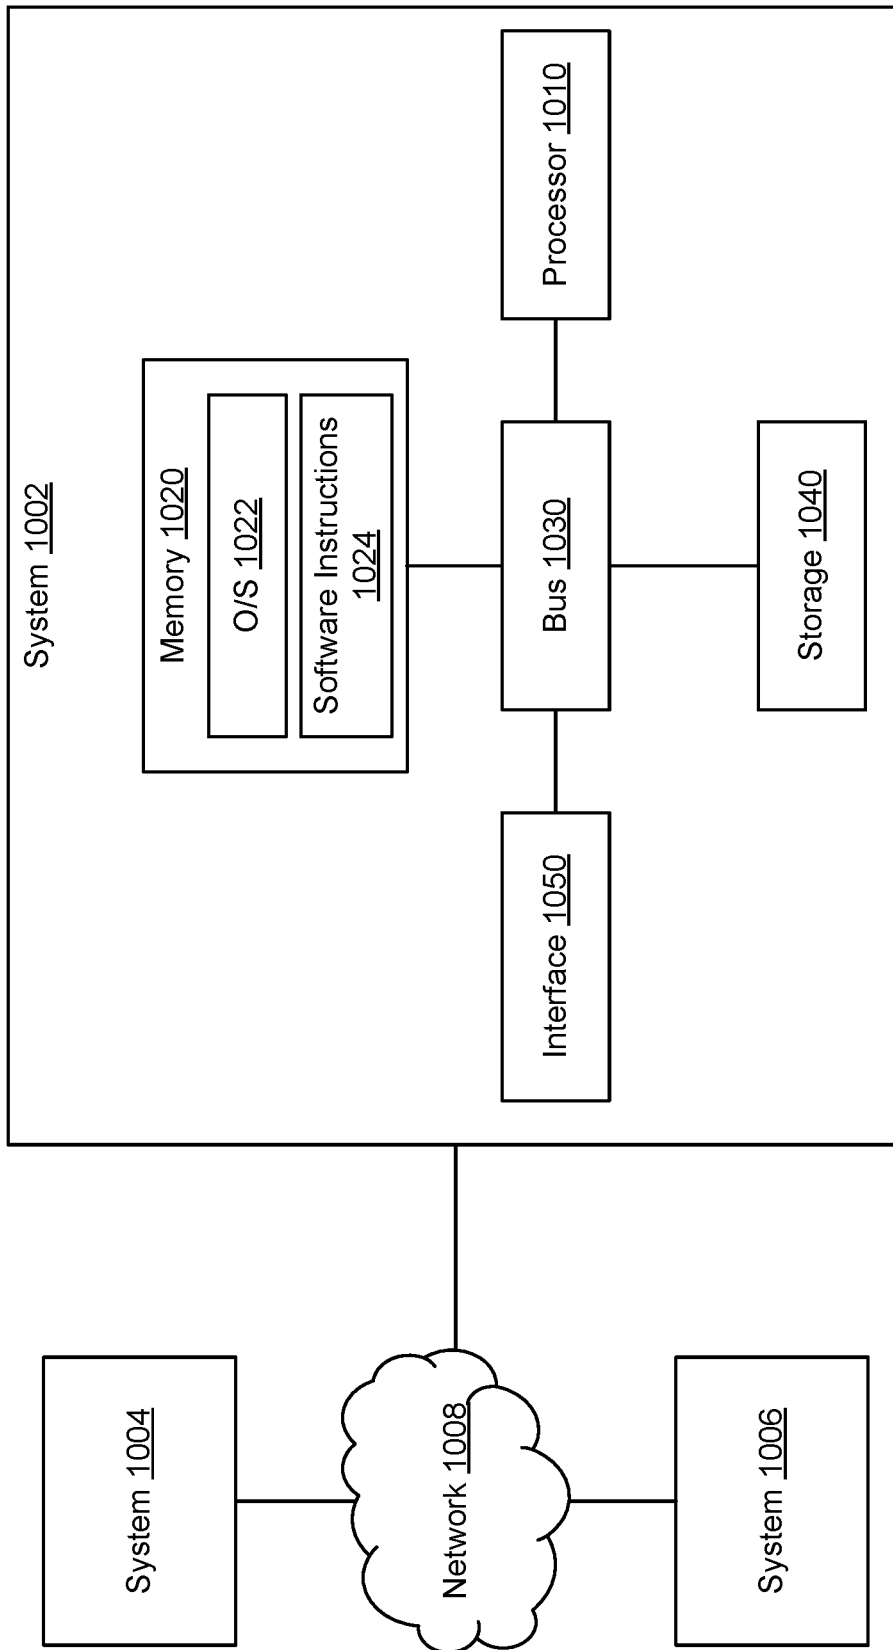 System 1004
Network 1008
System 1006
System 1002
Memory 1020
O/S 1022
Software Instructions
1024
Interface 1050
Bus 1030
Processor 1010
Storage 1040